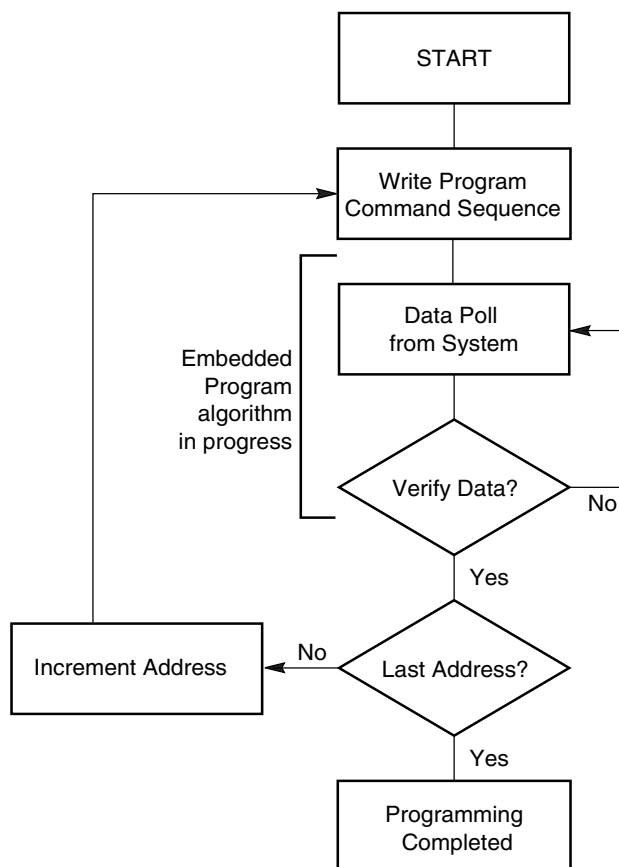 START
Write Program
Command Sequence
Data Poll
from System
Embedded
Program
algorithm
in progress
Verify Data?
No
Yes
Increment Address
No
Last Address?
Yes
Programming
Completed